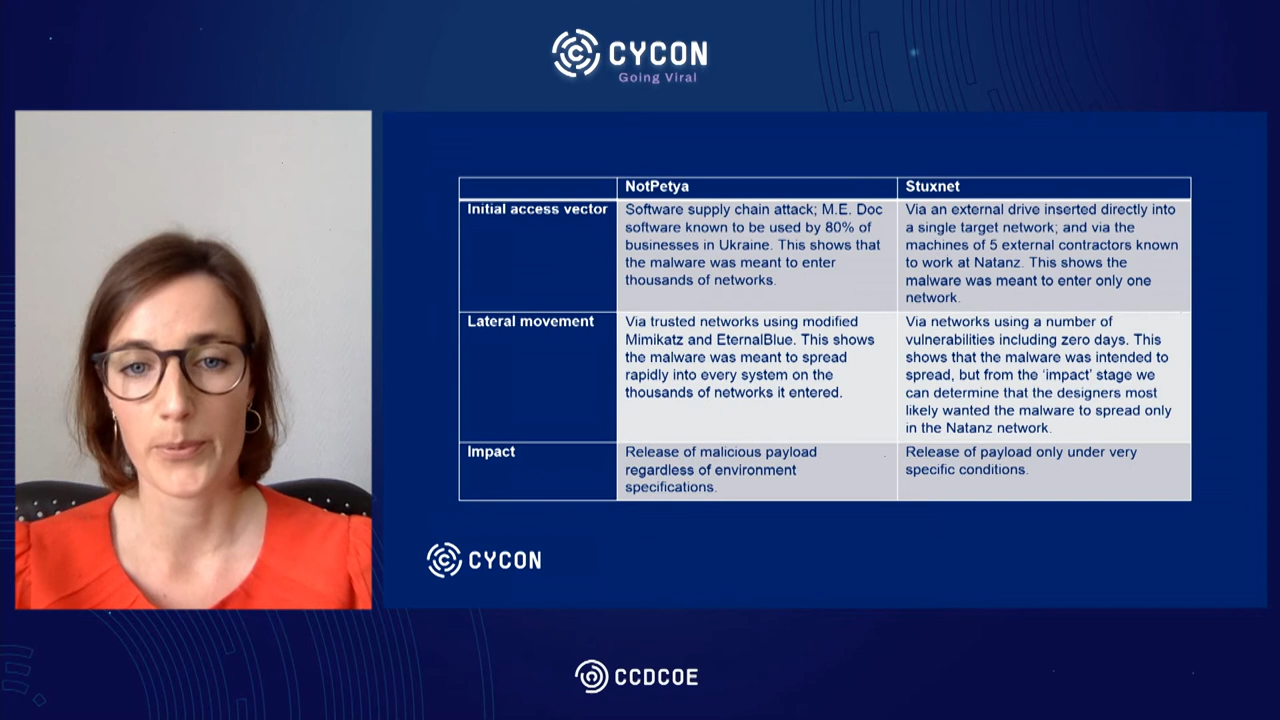 CYCON
Going Viral
NotPetya
Stuxnet
Initial access vector
Software supply chain attack; M.E. Doc
software known to be used by 80% of
businesses in Ukraine. This shows that
the malware was meant to enter
thousands of networks.
Via an external drive inserted directly into
a single target network; and via the
machines of 5 external contractors known
to work at Natanz. This shows the
malware was meant to enter only one
network.
Lateral movement
Via trusted networks using modified
Mimikatz and EternalBlue. This shows
the malware was meant to spread
rapidly into every system on the
thousands of networks it entered.
Via networks using a number of
vulnerabilities including zero days. This
shows that the malware was intended to
spread, but from the ‘impact’ stage we
can determine that the designers most
likely wanted the malware to spread only
in the Natanz network.
Impact
Release of malicious payload
regardless of environment
specifications.
Release of payload only under very
specific conditions.
CYCON
CCDCOE